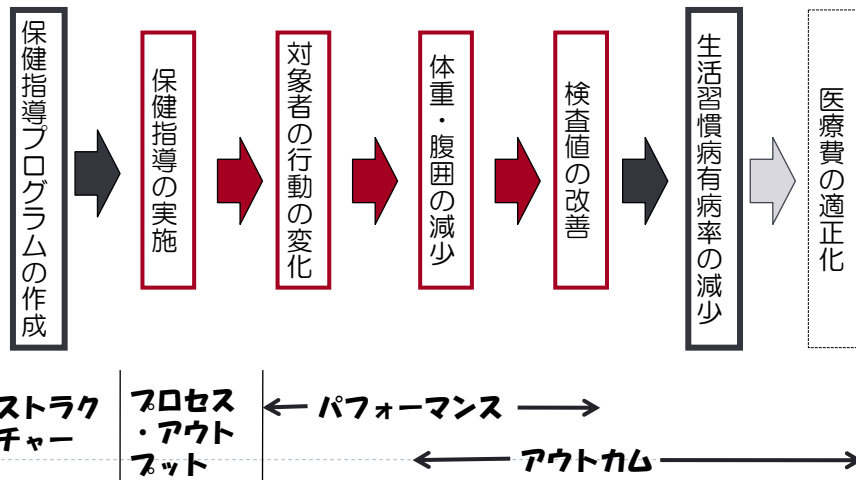 保健指導プログラムの作成
保健指導の実施
対象者の行動の変化
体重・腹囲の減少
検査値の改善
生活習慣病有病率の減少
医療費の適正化
ストラク
チャー
プロセス
・アウト
プット
パフォーマンス
アウトカム